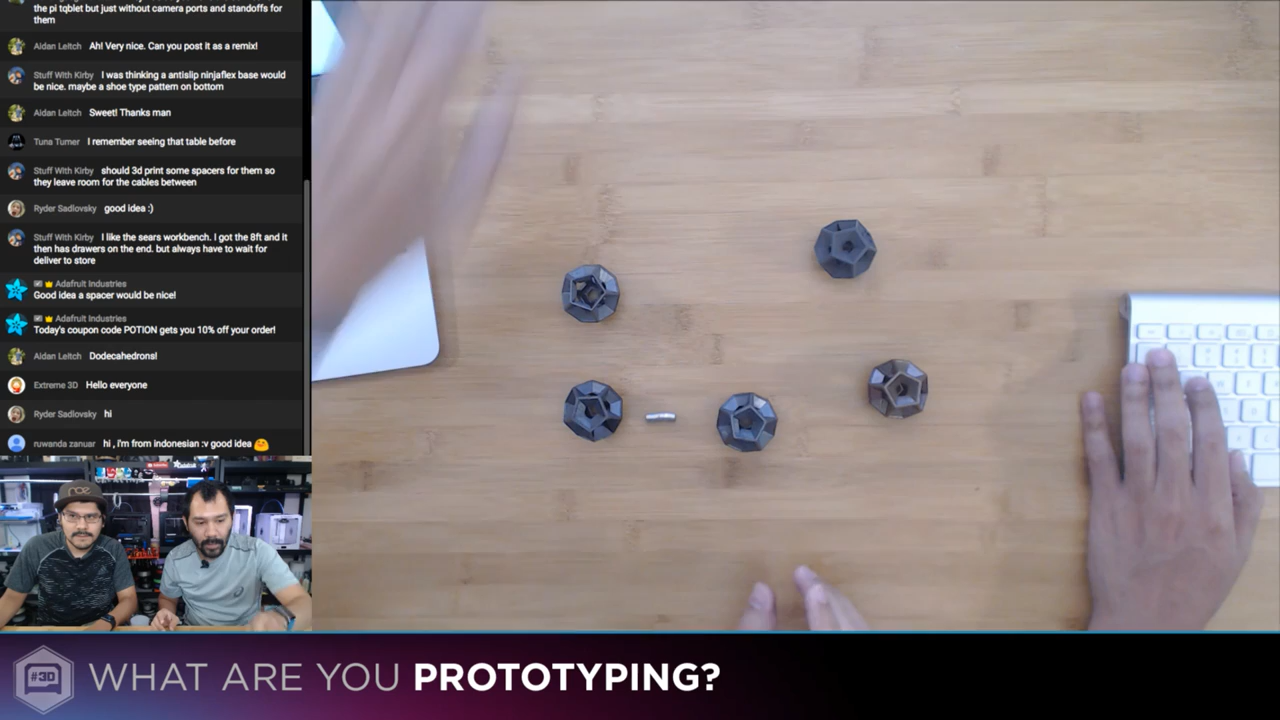 the pi tqblet but just without camera ports and standoffs for
them
Aidan Leitch Ah! Very nice. Can you post it as a remix!
Stuff With Kirby I was thinking a antislip ninjaflex base would
be nice. maybe a shoe type pattem on bottom
Aidan Leitch Sweet! Thanks man
Tuna Turner I remember seeing that table before
Stuff With Kirby should 3d print some spacers for them so
they leave room for the cables between
Ryder Sadlovsky good idea :)
Stuff With Kirby I like the sears workbench. I got the 8ft and it
then has drawers on the end. but always have to wait for
deliver to store
Adafruit Industries
Good idea a spacer would be nice!
Adafruit Industries
Today's coupon code POTION gets you 10% off your order!
Aidan Leitch Dodecahedrons!
Extreme 3D Hello everyone
Ryder Sadlovsky hi
ruwanda zanuar hi , i'm from indonesian :v good idea
#3D
WHAT ARE YOU PROTOTYPING?